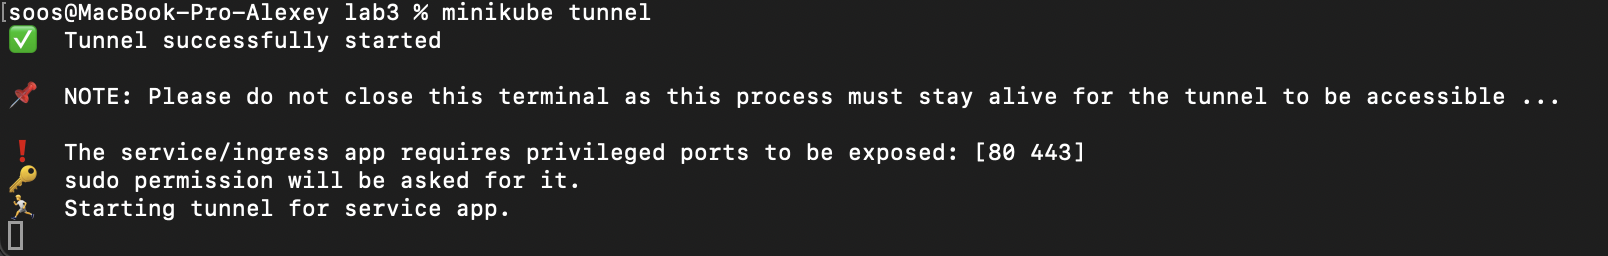 [soos@MacBook-Pro-Alexey lab3 % minikube tunnel
✅  Tunnel successfully started
📌  NOTE: Please do not close this terminal as this process must stay alive for the tunnel to be accessible ...
❗  The service/ingress app requires privileged ports to be exposed: [80 443]
🔑  sudo permission will be asked for it.
🏃  Starting tunnel for service app.